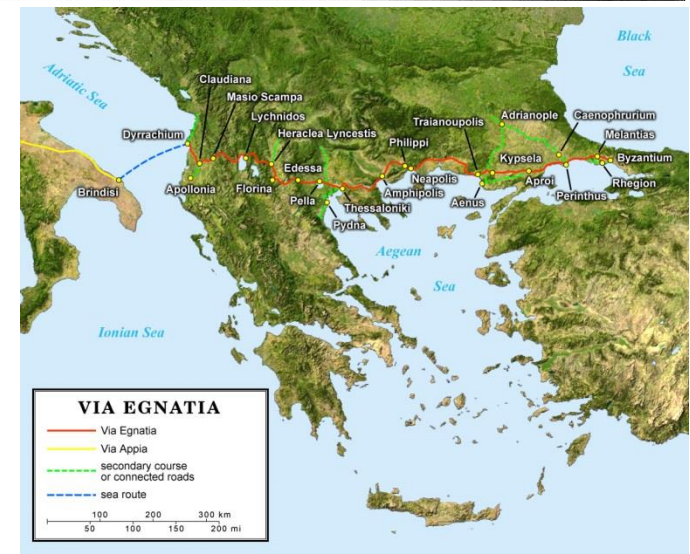 Black
Sea
Adriatic Sea
Claudiana
Masio Scampa
Lychnidos
Heraclea Lyncestis
Dyrrachium
Traianoupolis
Adrianople
Caenophrurium
Melantias
Philippi
Edessa
Kypsela
Byzantium
Brindisi
Apollonia
Florina
Neapolis
Amphipolis
Aproi
Rhegion
Pella
Thessaloniki
Aenus
Perinthus
Pydna
Aegean
Sea
Ionian Sea
VIA EGNATIA
Via Egnatia
Via Appia
secondary course
or connected roads
sea route
100 200 300 km
50 100 150 200 mi